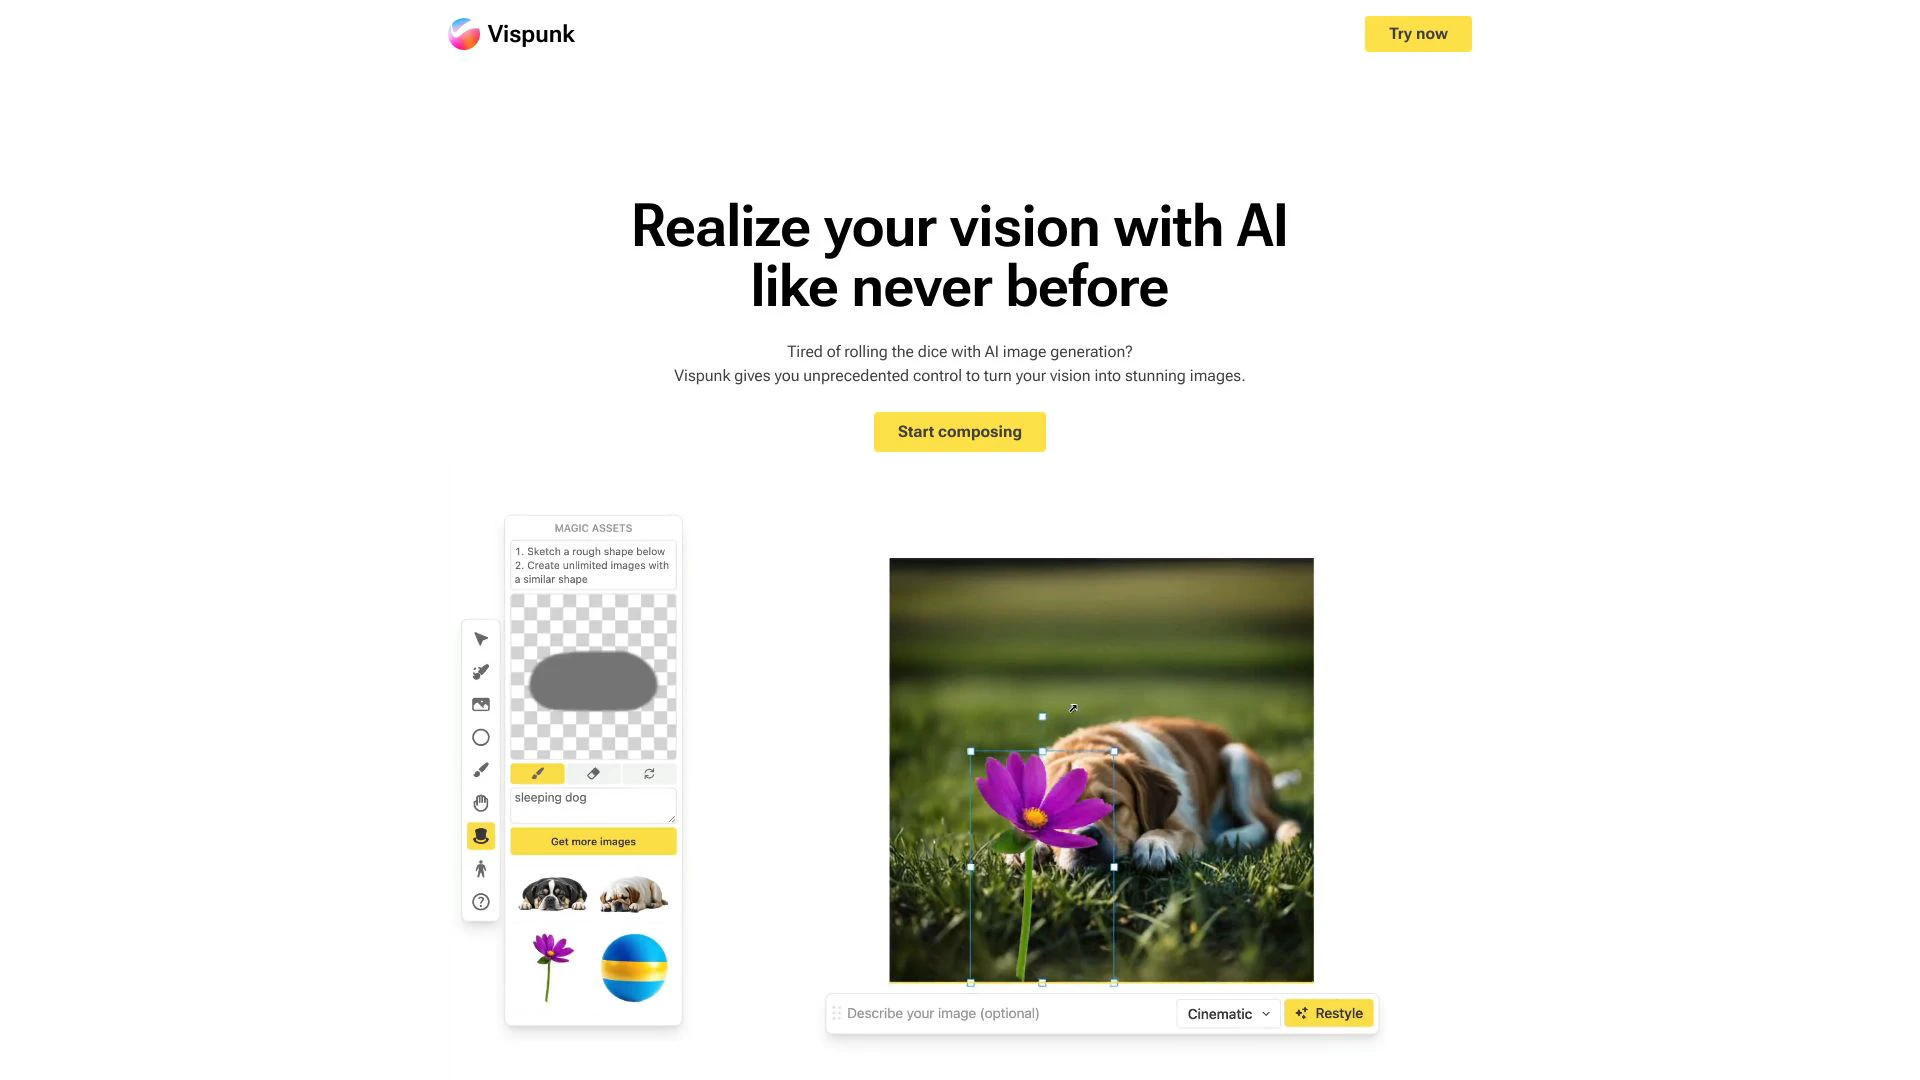 Vispunk
Try now
Realize your vision with AI
like never before
Tired of rolling the dice with AI image generation?
Vispunk gives you unprecedented control to turn your vision into stunning images.
Start composing
MAGIC ASSETS
1. Sketch a rough shape below
2. Create unlimited images with
a similar shape
sleeping dog
Get more images
Describe your image (optional)
Cinematic
Restyle